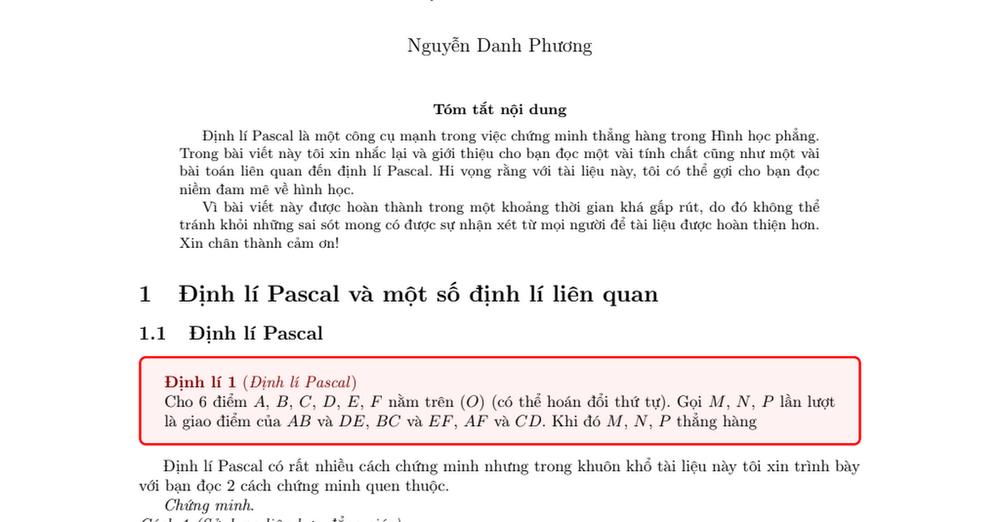 Nguyễn Danh Phương
Tóm tắt nội dung
Định lí Pascal là một công cụ mạnh trong việc chứng minh thẳng hàng trong Hình học phẳng.
Trong bài viết này tôi xin nhắc lại và giới thiệu cho bạn đọc một vài tính chất cũng như một vài
bài toán liên quan đến định lí Pascal. Hi vọng rằng với tài liệu này, tôi có thể gợi cho bạn đọc
niềm đam mê về hình học.
Vì bài viết này được hoàn thành trong một khoảng thời gian khá gấp rút, do đó không thể
tránh khỏi những sai sót mong có được sự nhận xét từ mọi người để tài liệu được hoàn thiện hơn.
Xin chân thành cảm ơn!
1 Định lí Pascal và một số định lí liên quan
1.1 Định lí Pascal
Định lí 1 (Định lí Pascal)
Cho 6 điểm A, B, C, D, E, F nằm trên (O) (có thể hoán đổi thứ tự). Gọi M, N, P lần lượt
là giao điểm của AB và DE, BC và EF, AF và CD. Khi đó M, N, P thẳng hàng
Định lí Pascal có rất nhiều cách chứng minh nhưng trong khuôn khổ tài liệu này tôi xin trình bày
với bạn đọc 2 cách chứng minh quen thuộc.
Chứng minh.